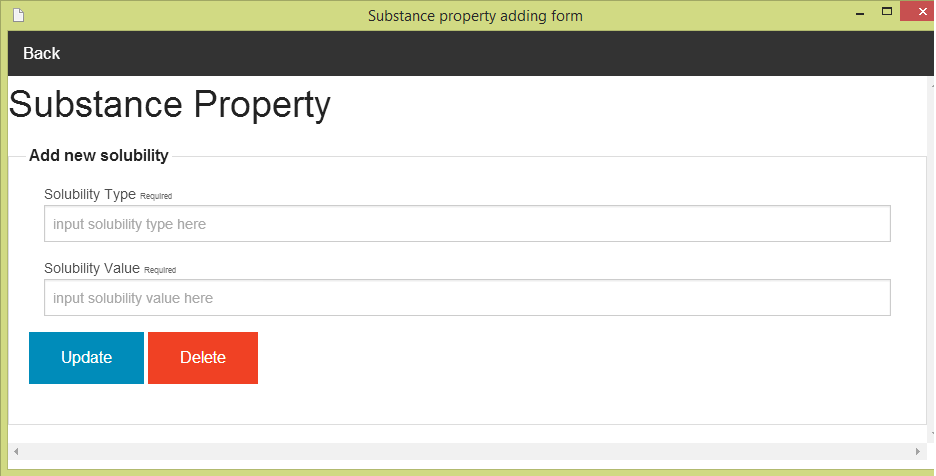 Substance property adding form
Back
Substance Property
Add new solubility
Solubility Type Required
input solubility type here
Solubility Value Required
input solubility value here
Update Delete